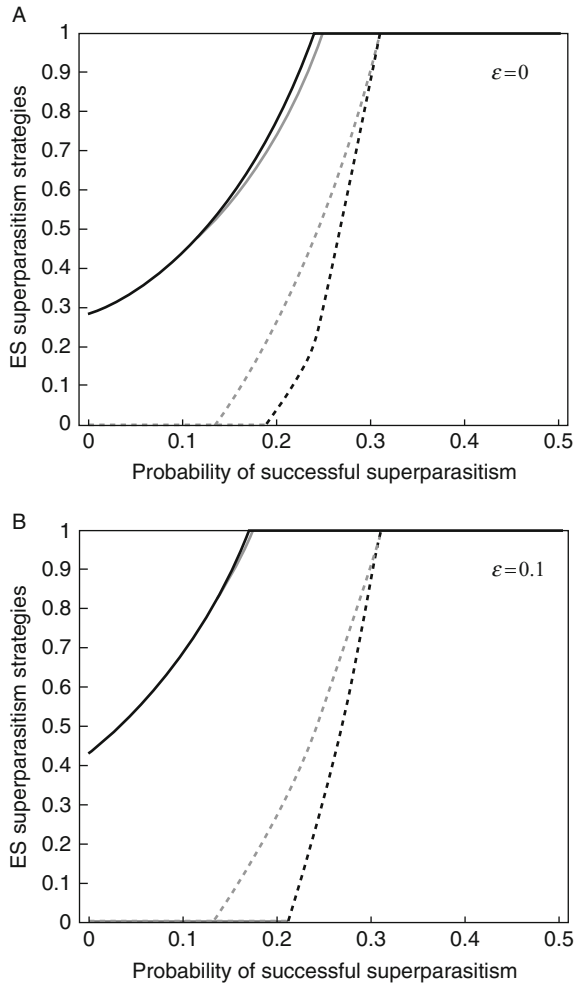 A
1
0.9
ε=0
0.8
0.7
0.6
0.5
0.4
0.3
0.2
0.1
0
ES superparasitism strategies
0 0.1 0.2 0.3 0.4 0.5
Probability of successful superparasitism
B
1
0.9
ε=0.1
0.8
0.7
0.6
0.5
0.4
0.3
0.2
0.1
0
ES superparasitism strategies
0 0.1 0.2 0.3 0.4 0.5
Probability of successful superparasitism